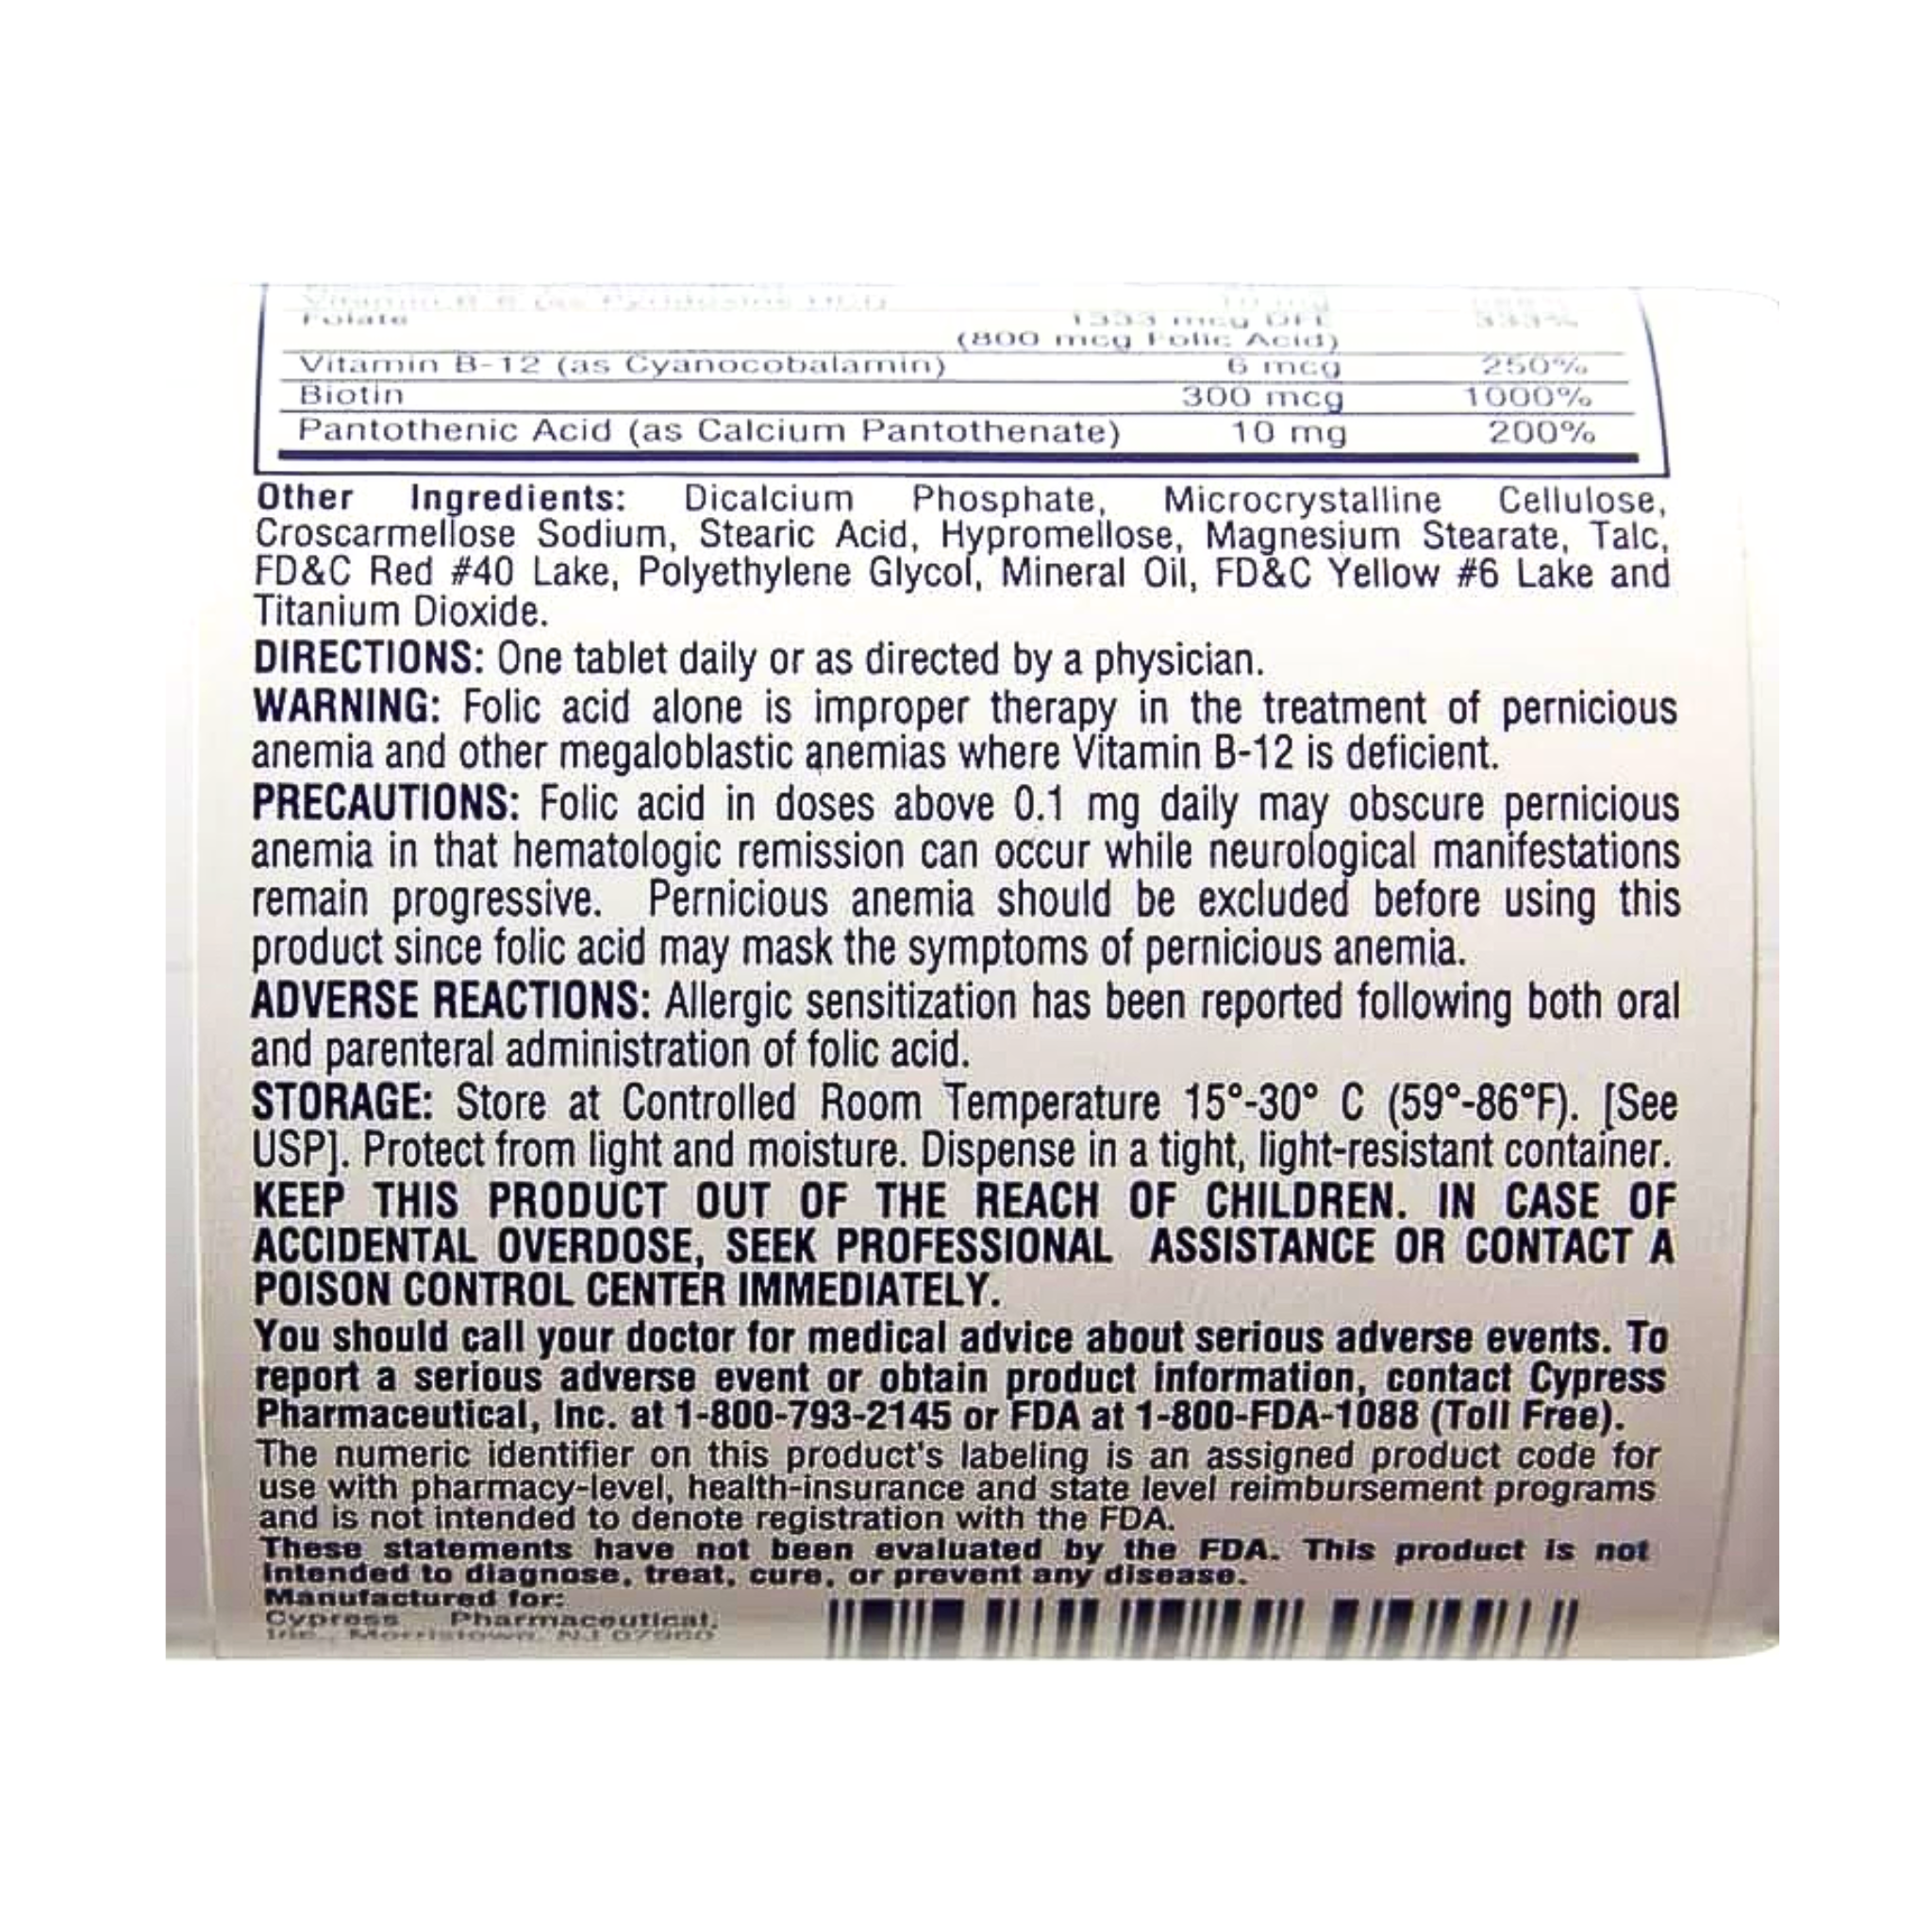 Vitamin B-6 (as Pyridoxine HCl) 10 mg
Folate 1333 mcg DFE 333%
(800 mcg Folic Acid)
Vitamin B-12 (as Cyanocobalamin) 6 mcg 250%
Biotin 300 mcg 1000%
Pantothenic Acid (as Calcium Pantothenate) 10 mg 200%
Other Ingredients: Dicalcium Phosphate, Microcrystalline Cellulose,
Croscarmellose Sodium, Stearic Acid, Hypromellose, Magnesium Stearate, Talc,
FD&C Red #40 Lake, Polyethylene Glycol, Mineral Oil, FD&C Yellow #6 Lake and
Titanium Dioxide.
DIRECTIONS: One tablet daily or as directed by a physician.
WARNING: Folic acid alone is improper therapy in the treatment of pernicious
anemia and other megaloblastic anemias where Vitamin B-12 is deficient.
PRECAUTIONS: Folic acid in doses above 0.1 mg daily may obscure pernicious
anemia in that hematologic remission can occur while neurological manifestations
remain progressive. Pernicious anemia should be excluded before using this
product since folic acid may mask the symptoms of pernicious anemia.
ADVERSE REACTIONS: Allergic sensitization has been reported following both oral
and parenteral administration of folic acid.
STORAGE: Store at Controlled Room Temperature 15°-30° C (59°-86°F). [See
USP]. Protect from light and moisture. Dispense in a tight, light-resistant container.
KEEP THIS PRODUCT OUT OF THE REACH OF CHILDREN. IN CASE OF
ACCIDENTAL OVERDOSE, SEEK PROFESSIONAL ASSISTANCE OR CONTACT A
POISON CONTROL CENTER IMMEDIATELY.
You should call your doctor for medical advice about serious adverse events. To
report a serious adverse event or obtain product information, contact Cypress
Pharmaceutical, Inc. at 1-800-793-2145 or FDA at 1-800-FDA-1088 (Toll Free).
The numeric identifier on this product's labeling is an assigned product code for
use with pharmacy-level, health-insurance and state level reimbursement programs
and is not intended to denote registration with the FDA.
These statements have not been evaluated by the FDA. This product is not
intended to diagnose, treat, cure, or prevent any disease.
Manufactured for:
Cypress Pharmaceutical,
Inc., Morristown, NJ 07960